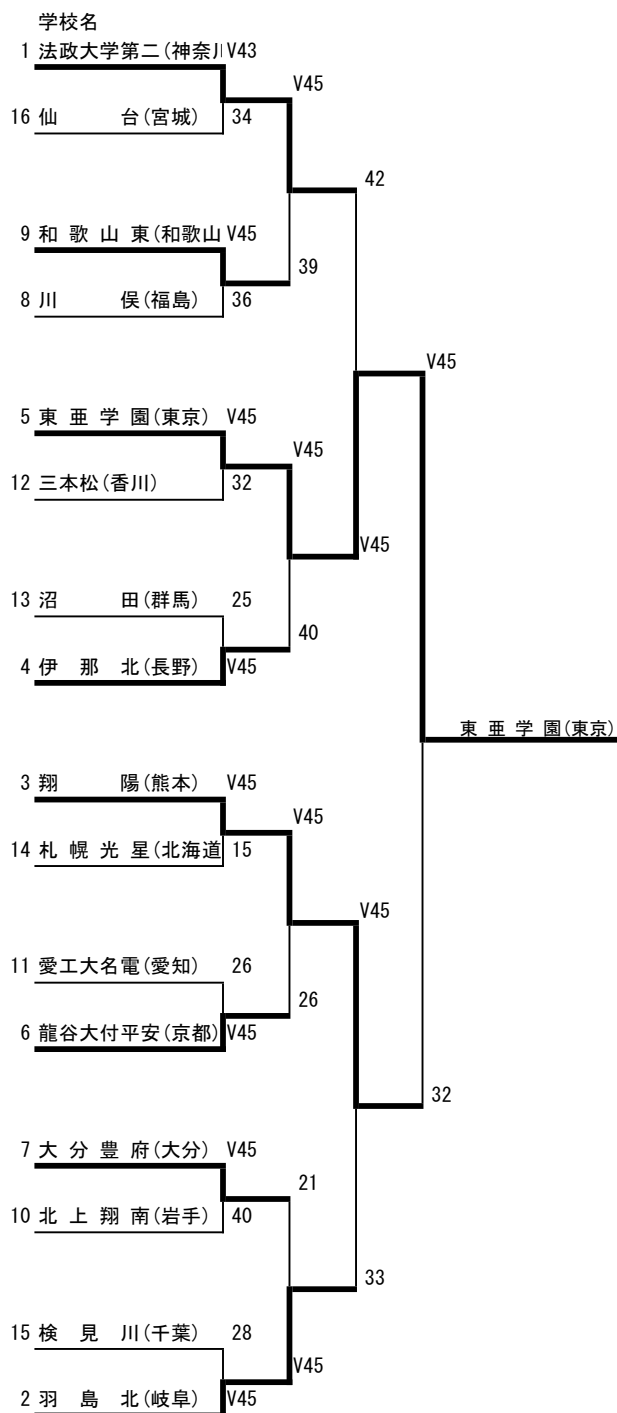 学校名
1 法政大学第二(神奈川 V43
V45
16 仙 台(宮城) 34
42
9 和 歌 山 東(和歌山 V45
39
8 川 俣(福島) 36
V45
5 東 亜 学 園(東京) V45
V45
12 三本松(香川) 32
V45
13 沼 田(群馬) 25
40
4 伊 那 北(長野) V45
東 亜 学 園(東京)
3 翔 陽(熊本) V45
V45
14 札 幌 光 星(北海道 15
V45
11 愛工大名電(愛知) 26
26
6 龍谷大付平安(京都) V45
32
7 大 分 豊 府(大分) V45
21
10 北 上 翔 南(岩手) 40
33
15 検 見 川(千葉) 28
V45
2 羽 島 北(岐阜) V45